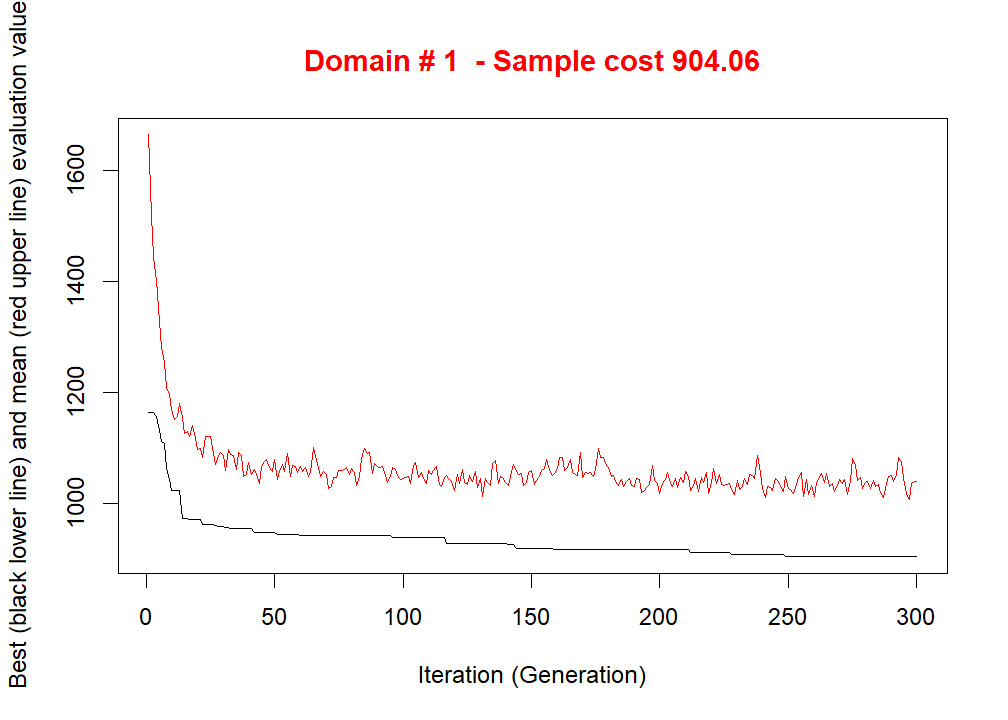 Domain # 1  - Sample cost 904.06
Best (black lower line) and mean (red upper line) evaluation value
1600
1400
1200
1000
0 50 100 150 200 250 300
Iteration (Generation)